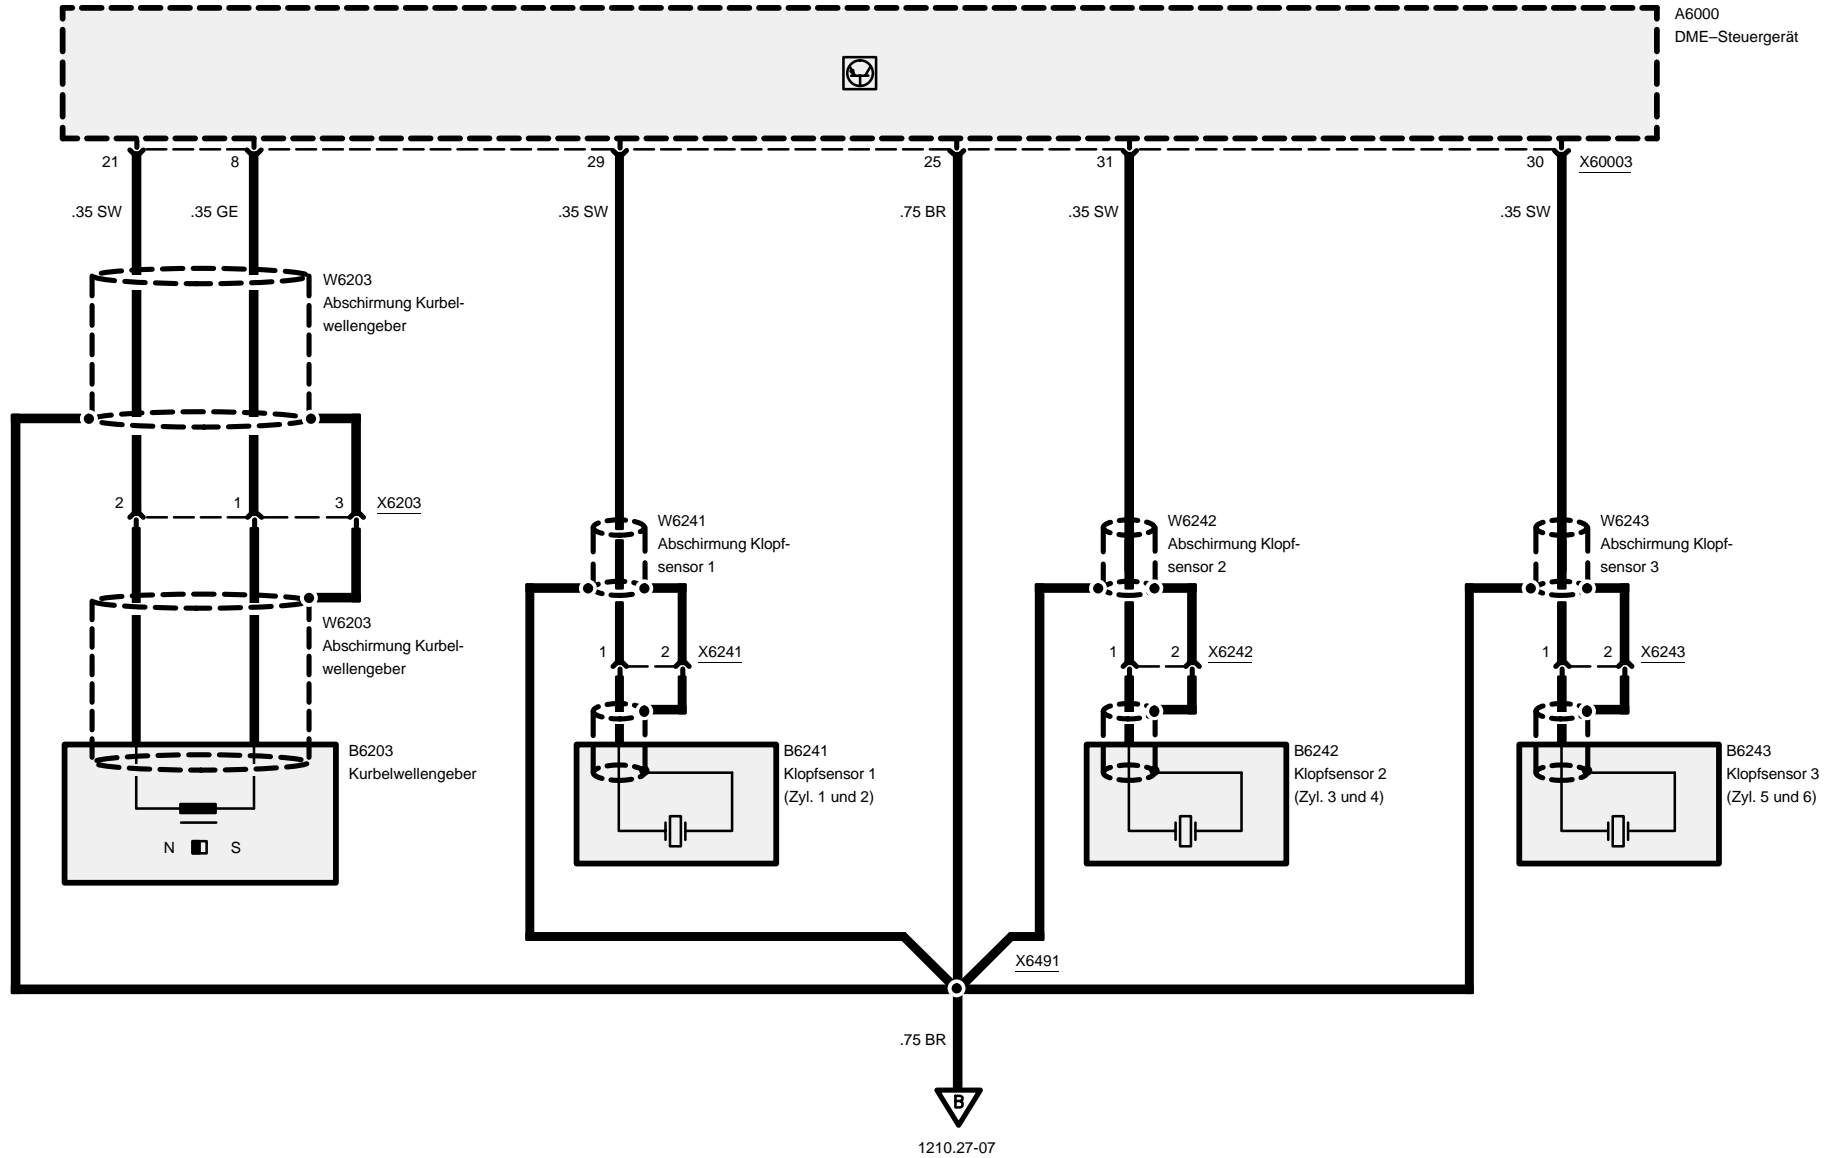 A6000
DME–Steuergerät
21
8
29
25
31
30
X60003
.35 SW
.35 GE
.35 SW
.75 BR
.35 SW
.35 SW
W6203
Abschirmung Kurbel-
wellengeber
2
1
3
X6203
W6241
Abschirmung Klopf-
sensor 1
W6242
Abschirmung Klopf-
sensor 2
W6243
Abschirmung Klopf-
sensor 3
W6203
Abschirmung Kurbel-
wellengeber
1
2
X6241
1
2
X6242
1
2
X6243
B6203
Kurbelwellengeber
N
S
B6241
Klopfsensor 1
(Zyl. 1 und 2)
B6242
Klopfsensor 2
(Zyl. 3 und 4)
B6243
Klopfsensor 3
(Zyl. 5 und 6)
X6491
.75 BR
B
1210.27-07